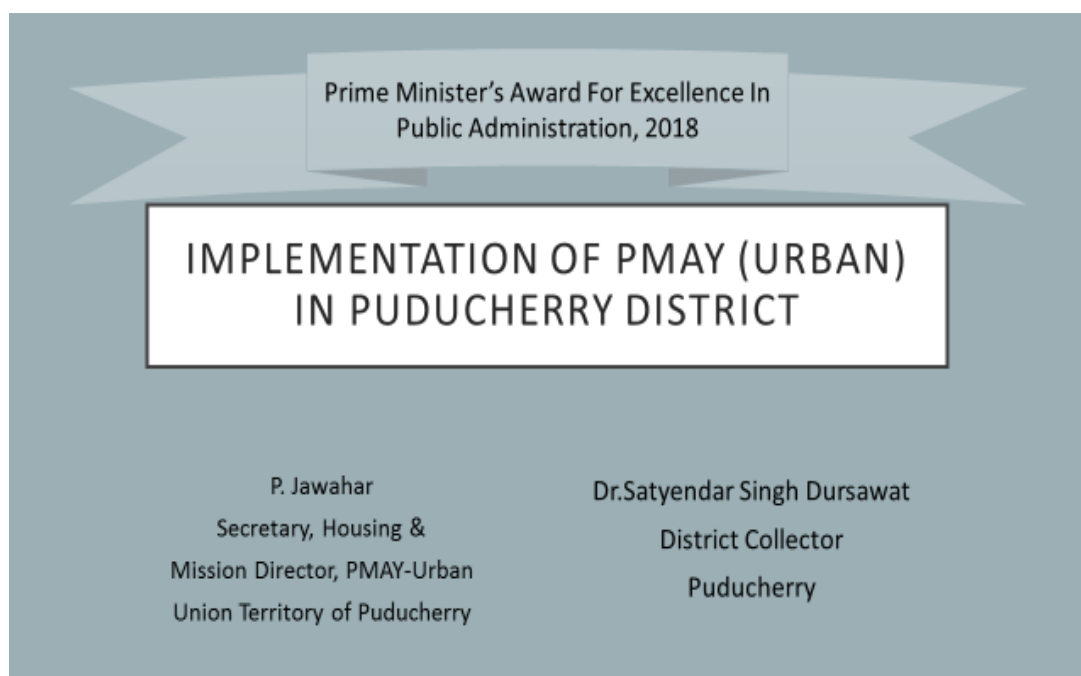 Prime Minister's Award For Excellence In
Public Administration, 2018
IMPLEMENTATION OF PMAY (URBAN)
IN PUDUCHERRY DISTRICT
P. Jawahar
Secretary, Housing &
Mission Director, PMAY-Urban
Union Territory of Puducherry
Dr.Satyendar Singh Dursawat
District Collector
Puducherry